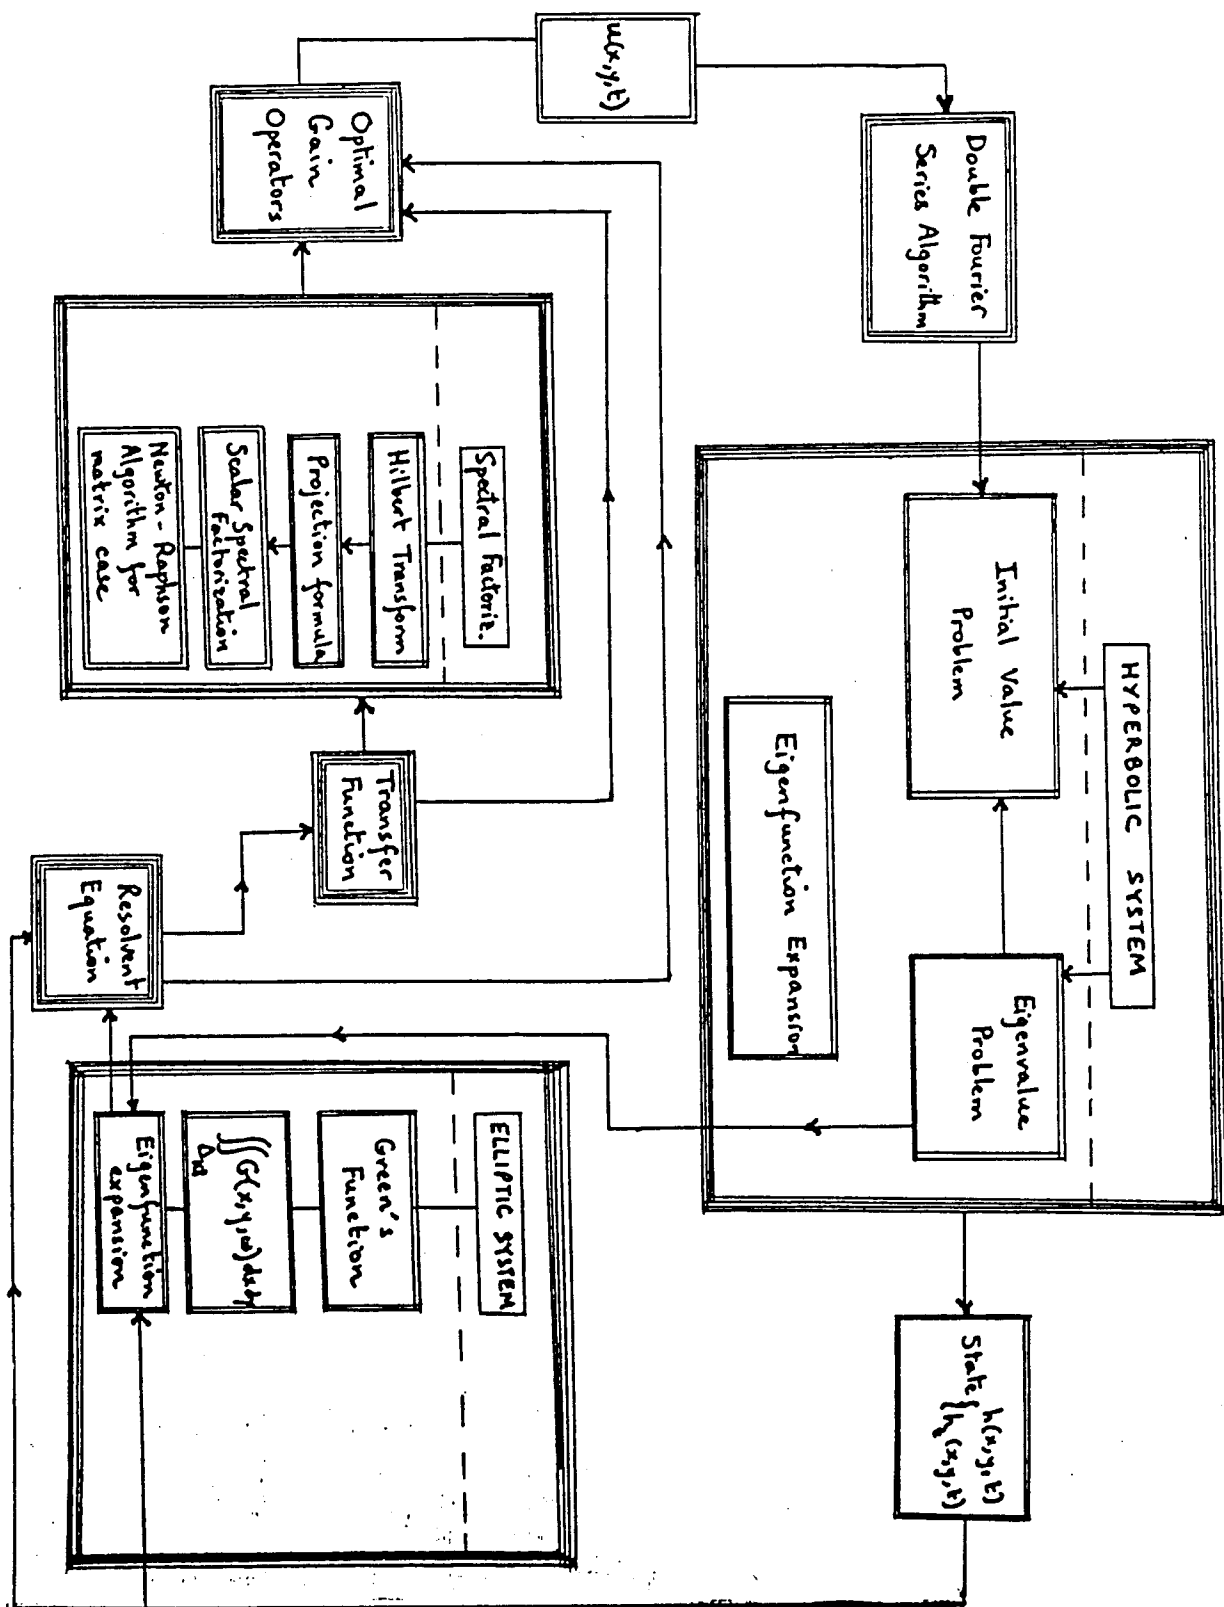 u(x,y,t)
Double Fourier
Series Algorithm
HYPERBOLIC SYSTEM
Initial Value
Problem
Eigenvalue
Problem
Eigenfunction Expansion
State { h(x,y,t)
hₜ(x,y,t)
Optimal
Gain
Operators
Spectral Factoriz.
Hilbert Transform
Projection formula
Scalar Spectral
Factorization
Newton-Raphson
Algorithm for
matrix case
Transfer
Function
Resolvent
Equation
ELLIPTIC SYSTEM
Green's
Function
∬G(x,y,ω)dxdy
Eigenfunction
expansion